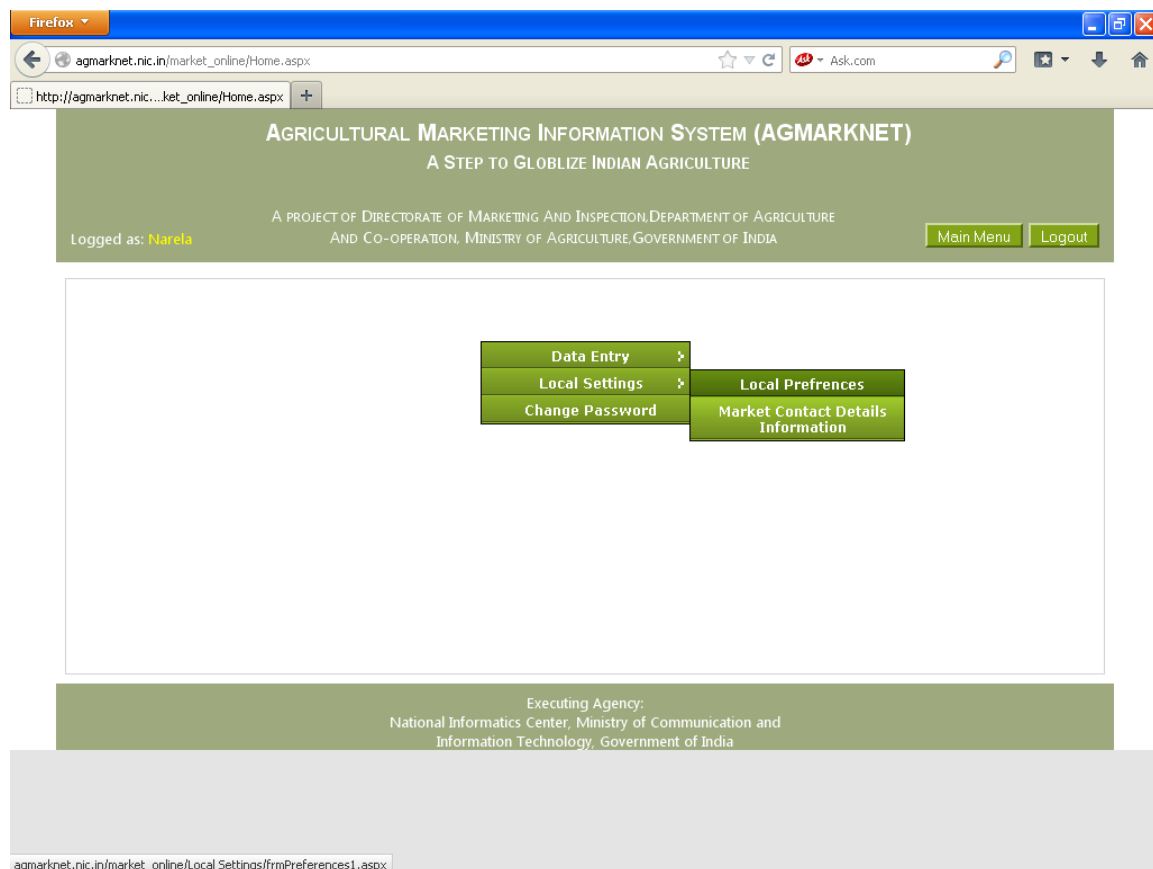 Firefox
agmarknet.nic.in/market_online/Home.aspx
Ask.com
http://agmarknet.nic....ket_online/Home.aspx
AGRICULTURAL MARKETING INFORMATION SYSTEM (AGMARKNET)
A STEP TO GLOBLIZE INDIAN AGRICULTURE
A PROJECT OF DIRECTORATE OF MARKETING AND INSPECTION,DEPARTMENT OF AGRICULTURE
AND CO-OPERATION, MINISTRY OF AGRICULTURE,GOVERNMENT OF INDIA
Logged as: Narela
Main Menu
Logout
Data Entry
Local Settings
Change Password
Local Prefrences
Market Contact Details
Information
Executing Agency:
National Informatics Center, Ministry of Communication and
Information Technology, Government of India
agmarknet.nic.in/market_online/Local Settings/frmPreferences1.aspx